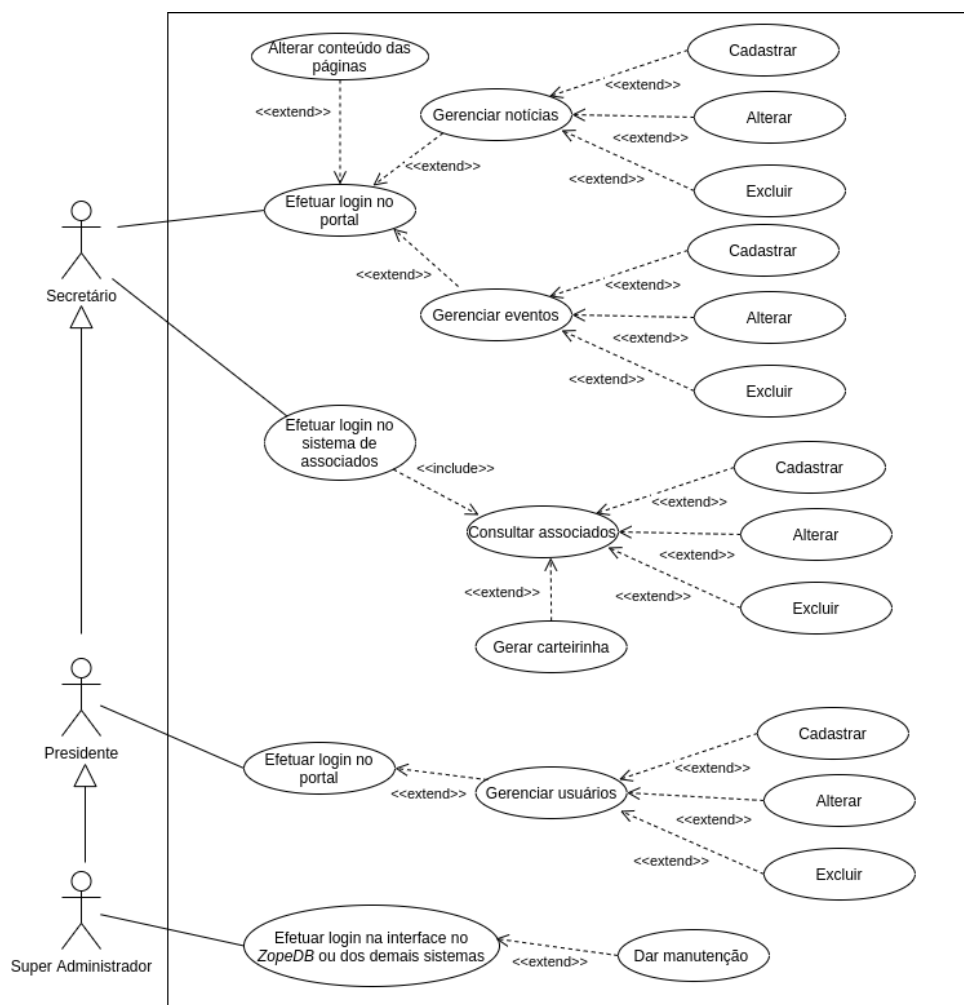 Alterar conteúdo das
páginas
Cadastrar
<<extend>>
<<extend>>
Gerenciar notícias
Alterar
<<extend>>
<<extend>>
<<extend>>
Excluir
Efetuar login no
portal
Secretário
Cadastrar
<<extend>>
<<extend>>
Gerenciar eventos
Alterar
<<extend>>
<<extend>>
Excluir
Efetuar login no
sistema de
associados
<<include>>
Cadastrar
<<extend>>
Consultar associados
Alterar
<<extend>>
<<extend>>
<<extend>>
Excluir
Gerar carteirinha
Presidente
Efetuar login no
portal
<<extend>>
Gerenciar usuários
Cadastrar
<<extend>>
Alterar
<<extend>>
<<extend>>
Excluir
Super Administrador
Efetuar login na interface no
ZopeDB ou dos demais sistemas
<<extend>>
Dar manutenção